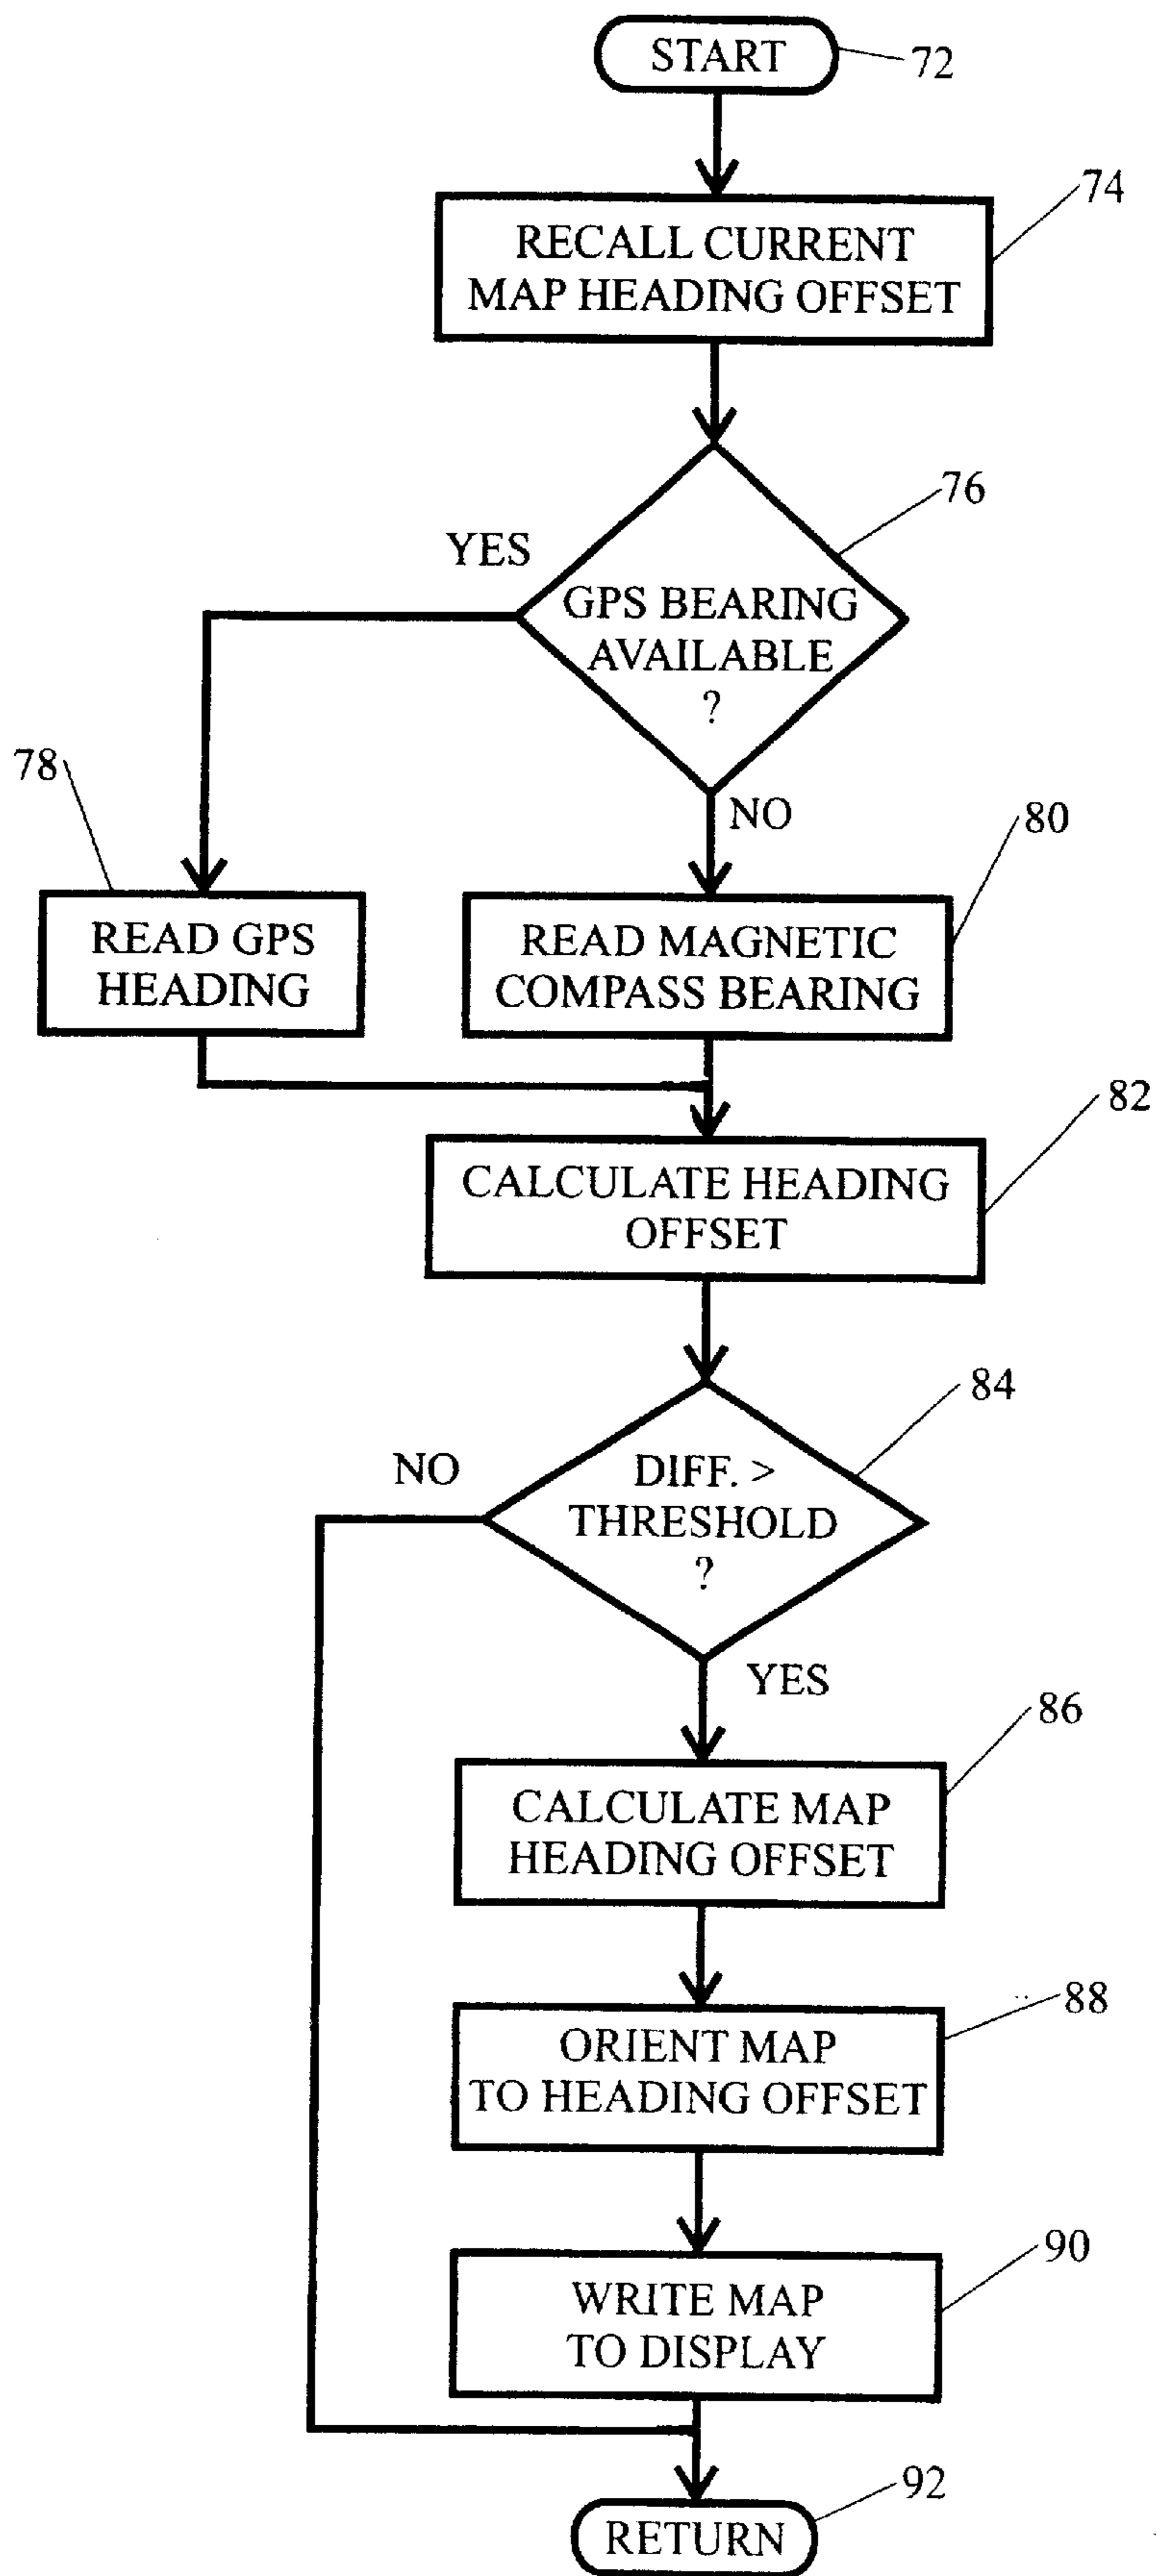 START
72
RECALL CURRENT
MAP HEADING OFFSET
74
76
YES
GPS BEARING
AVAILABLE
?
NO
78
READ GPS
HEADING
80
READ MAGNETIC
COMPASS BEARING
82
CALCULATE HEADING
OFFSET
84
NO
DIFF. >
THRESHOLD
?
YES
86
CALCULATE MAP
HEADING OFFSET
88
ORIENT MAP
TO HEADING OFFSET
90
WRITE MAP
TO DISPLAY
92
RETURN